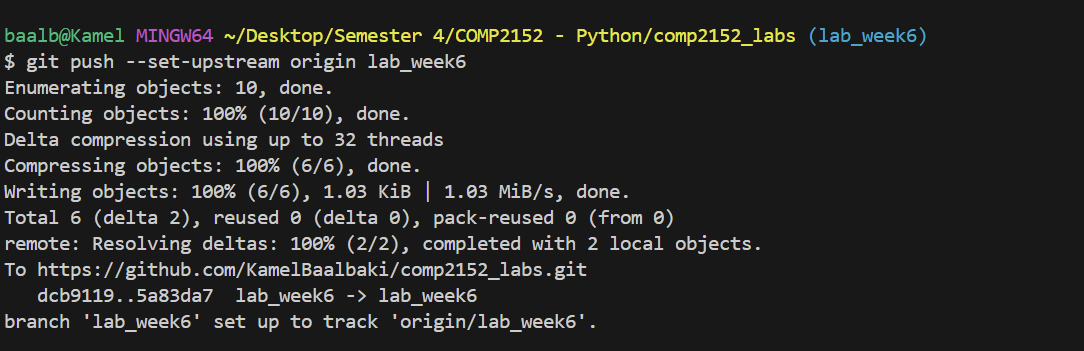 baalb@Kamel MINGW64 ~/Desktop/Semester 4/COMP2152 - Python/comp2152_labs (lab_week6)
$ git push --set-upstream origin lab_week6
Enumerating objects: 10, done.
Counting objects: 100% (10/10), done.
Delta compression using up to 32 threads
Compressing objects: 100% (6/6), done.
Writing objects: 100% (6/6), 1.03 KiB | 1.03 MiB/s, done.
Total 6 (delta 2), reused 0 (delta 0), pack-reused 0 (from 0)
remote: Resolving deltas: 100% (2/2), completed with 2 local objects.
To https://github.com/KamelBaalbaki/comp2152_labs.git
   dcb9119..5a83da7  lab_week6 -> lab_week6
branch 'lab_week6' set up to track 'origin/lab_week6'.